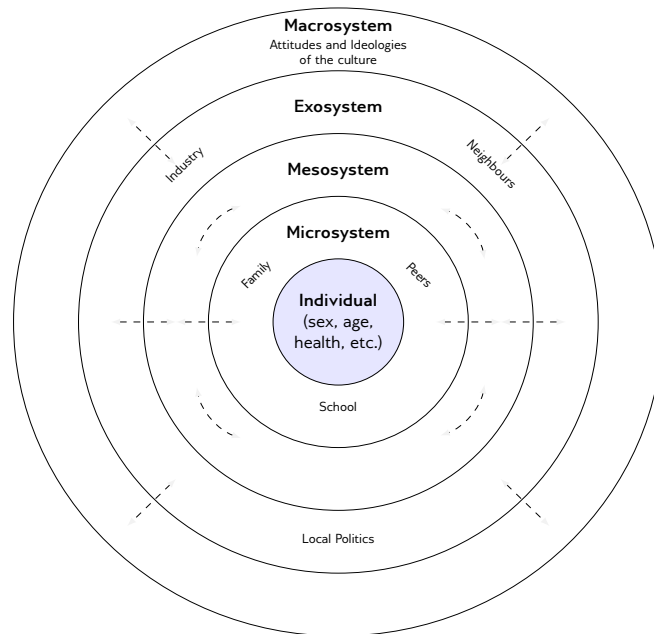 Macrosystem
Attitudes and Ideologies
of the culture
Exosystem
Industry
Neighbours
Mesosystem
Microsystem
Family
Peers
Individual
(sex, age,
health, etc.)
School
Local Politics